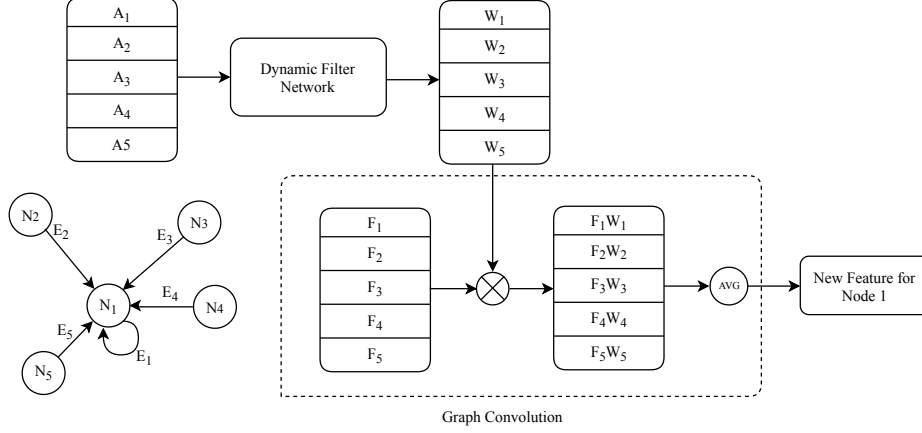 A₁
A₂
A₃
A₄
A5
Dynamic Filter
Network
W₁
W₂
W₃
W₄
W₅
N2
N3
E₂
E₃
N₁
E₄
N4
E₅
E₁
N₅
F₁
F₂
F₃
F₄
F₅
F₁W₁
F₂W₂
F₃W₃
F₄W₄
F₅W₅
AVG
New Feature for
Node 1
Graph Convolution